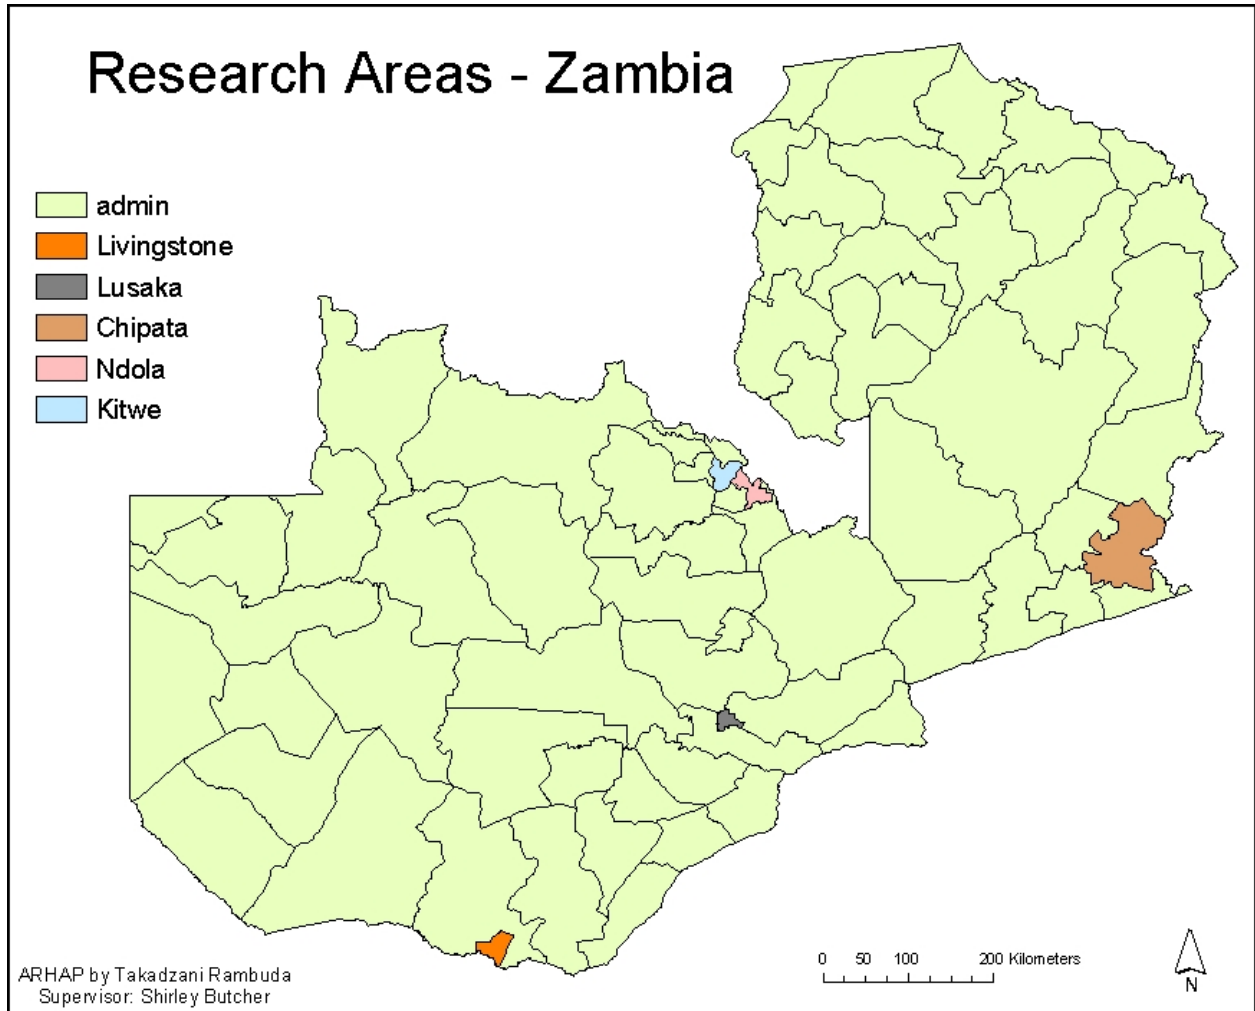 Research Areas - Zambia
admin
Livingstone
Lusaka
Chipata
Ndola
Kitwe
0 50 100 200 Kilometers
N
ARHAP by Takadzani Rambuda
Supervisor: Shirley Butcher